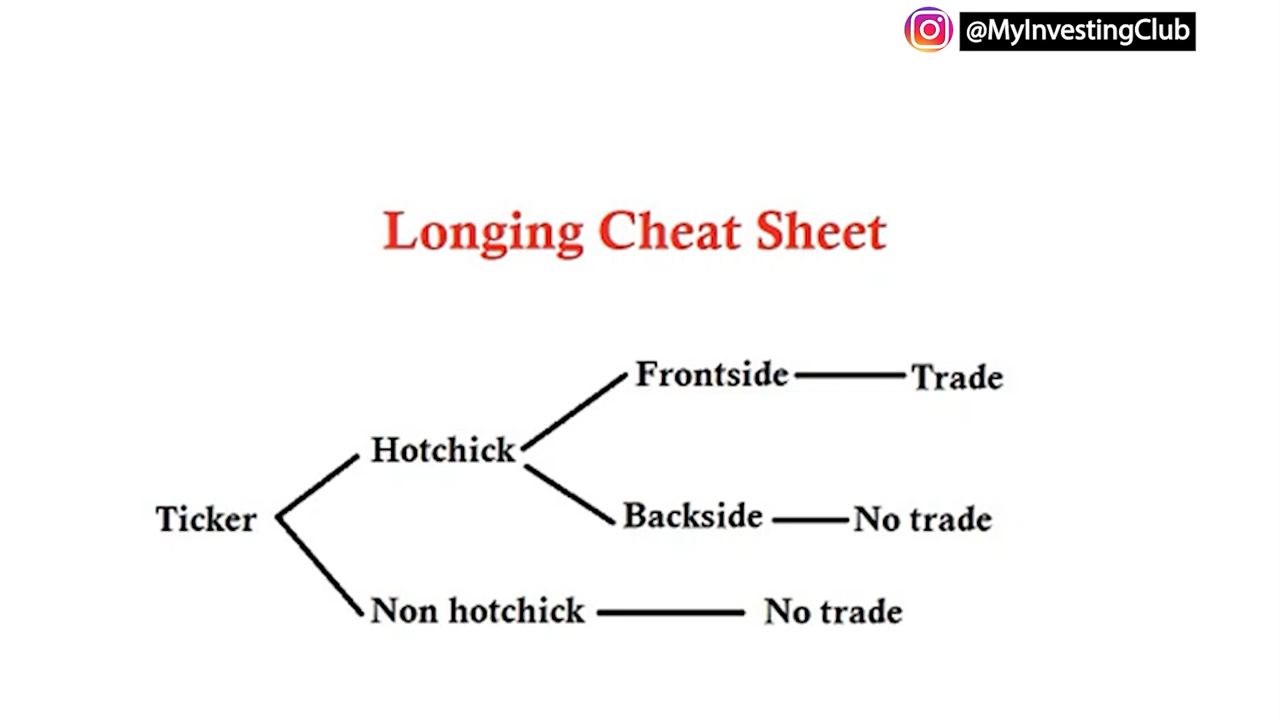 @MyInvestingClub
Longing Cheat Sheet
Frontside Trade
Hotchick
Ticker Backside No trade
Non hotchick No trade